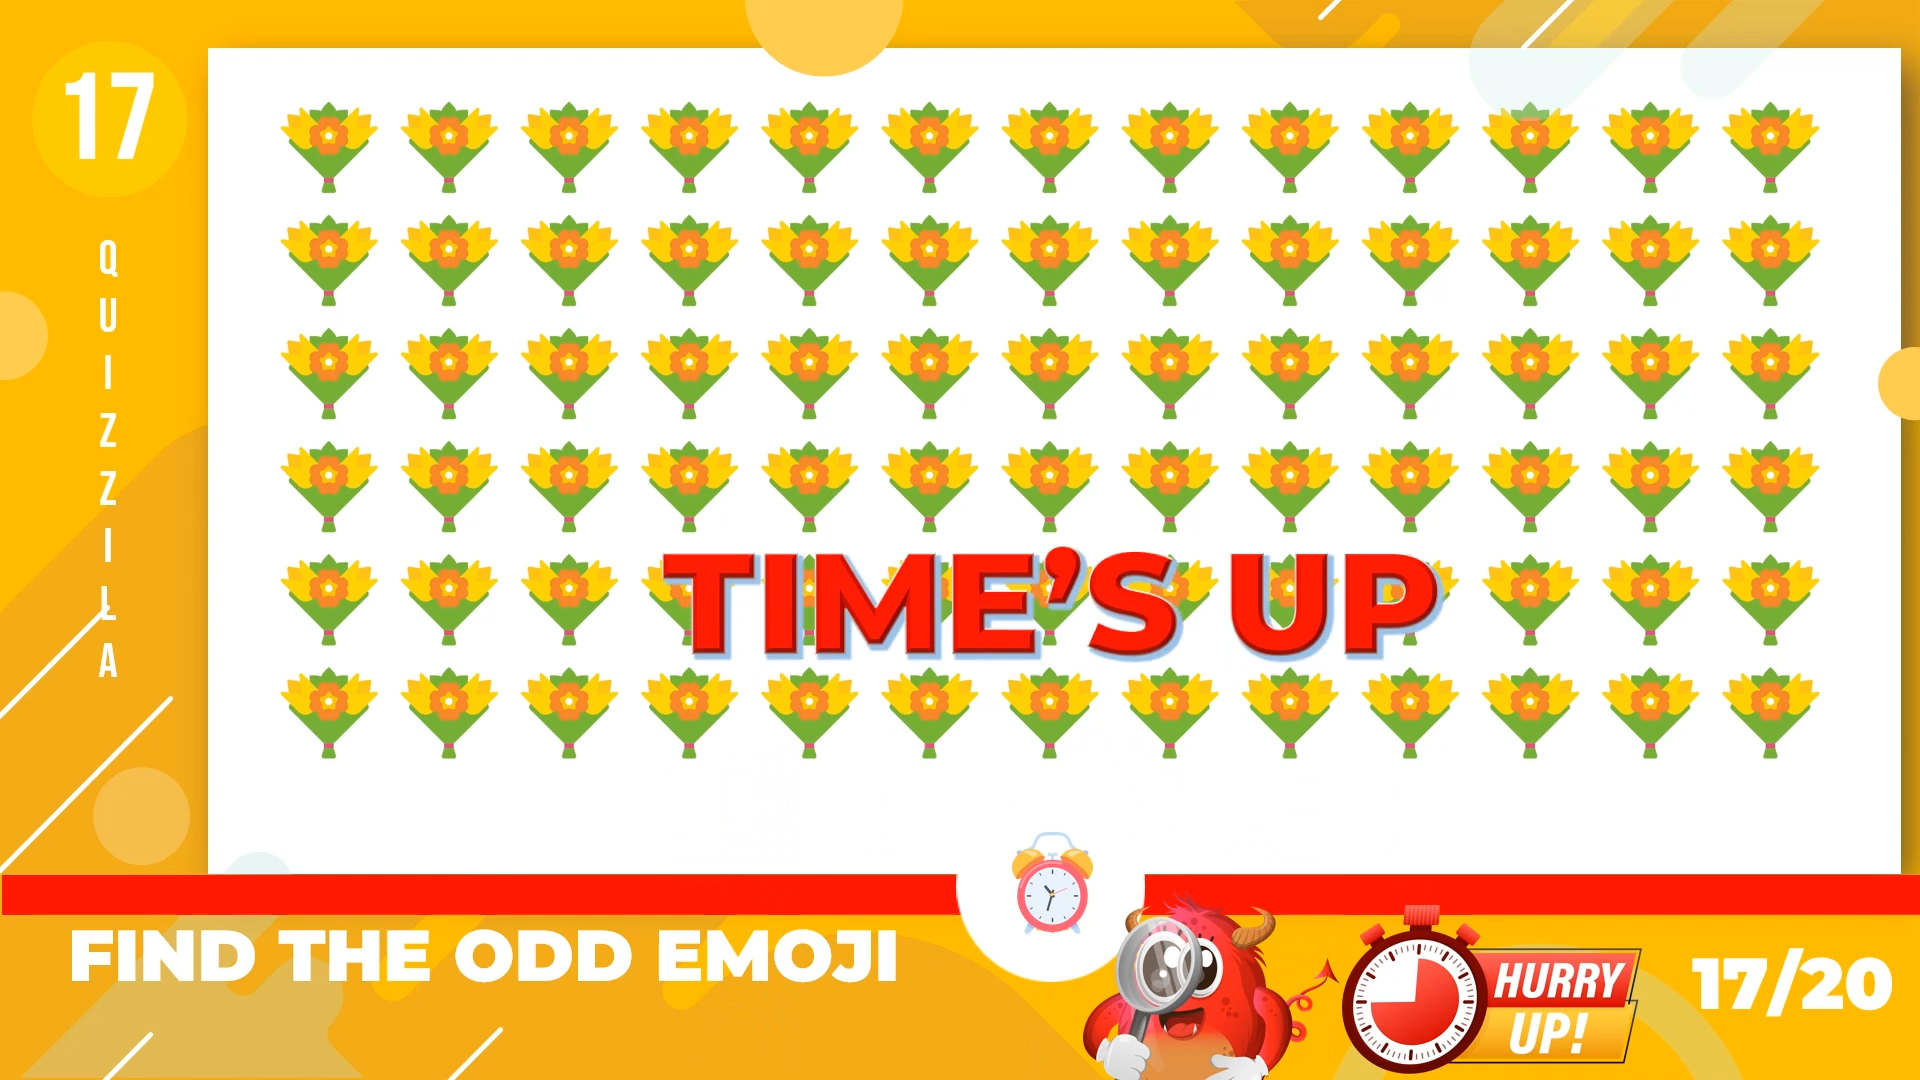 17
QUIZZILA
TIME'S UP
FIND THE ODD EMOJI
HURRY
UP!
17/20